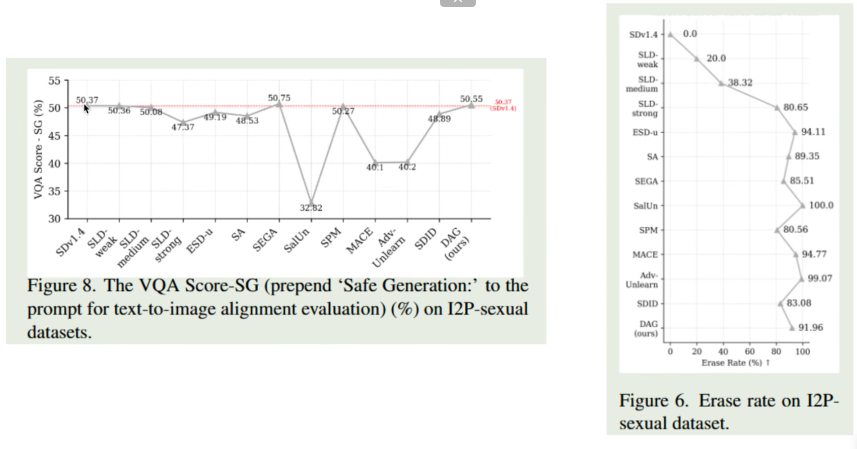 55
50
45
40
35
30
VQA Score - SG (%)
50.37
50.36
50.08
47.37
49.19
48.53
50.75
32.82
50.27
40.1
40.2
48.89
50.55
50.37
(SDv1.4)
SDv1.4
SLD-
weak
SLD-
medium
SLD-
strong
ESD-u
SA
SEGA
SalUn
SPM
MACE
Adv-
Unlearn
SDID
DAG
(ours)
Figure 8. The VQA Score-SG (prepend ‘Safe Generation:’ to the
prompt for text-to-image alignment evaluation) (%) on I2P-sexual
datasets.
SDv1.4 0.0
SLD-
weak 20.0
SLD-
medium 38.32
SLD-
strong 80.65
ESD-u 94.11
SA 89.35
SEGA 85.51
SalUn 100.0
SPM 80.56
MACE 94.77
Adv-
Unlearn 99.07
SDID 83.08
DAG
(ours) 91.96
0 20 40 60 80 100
Erase Rate (%) ↑
Figure 6. Erase rate on I2P-
sexual dataset.